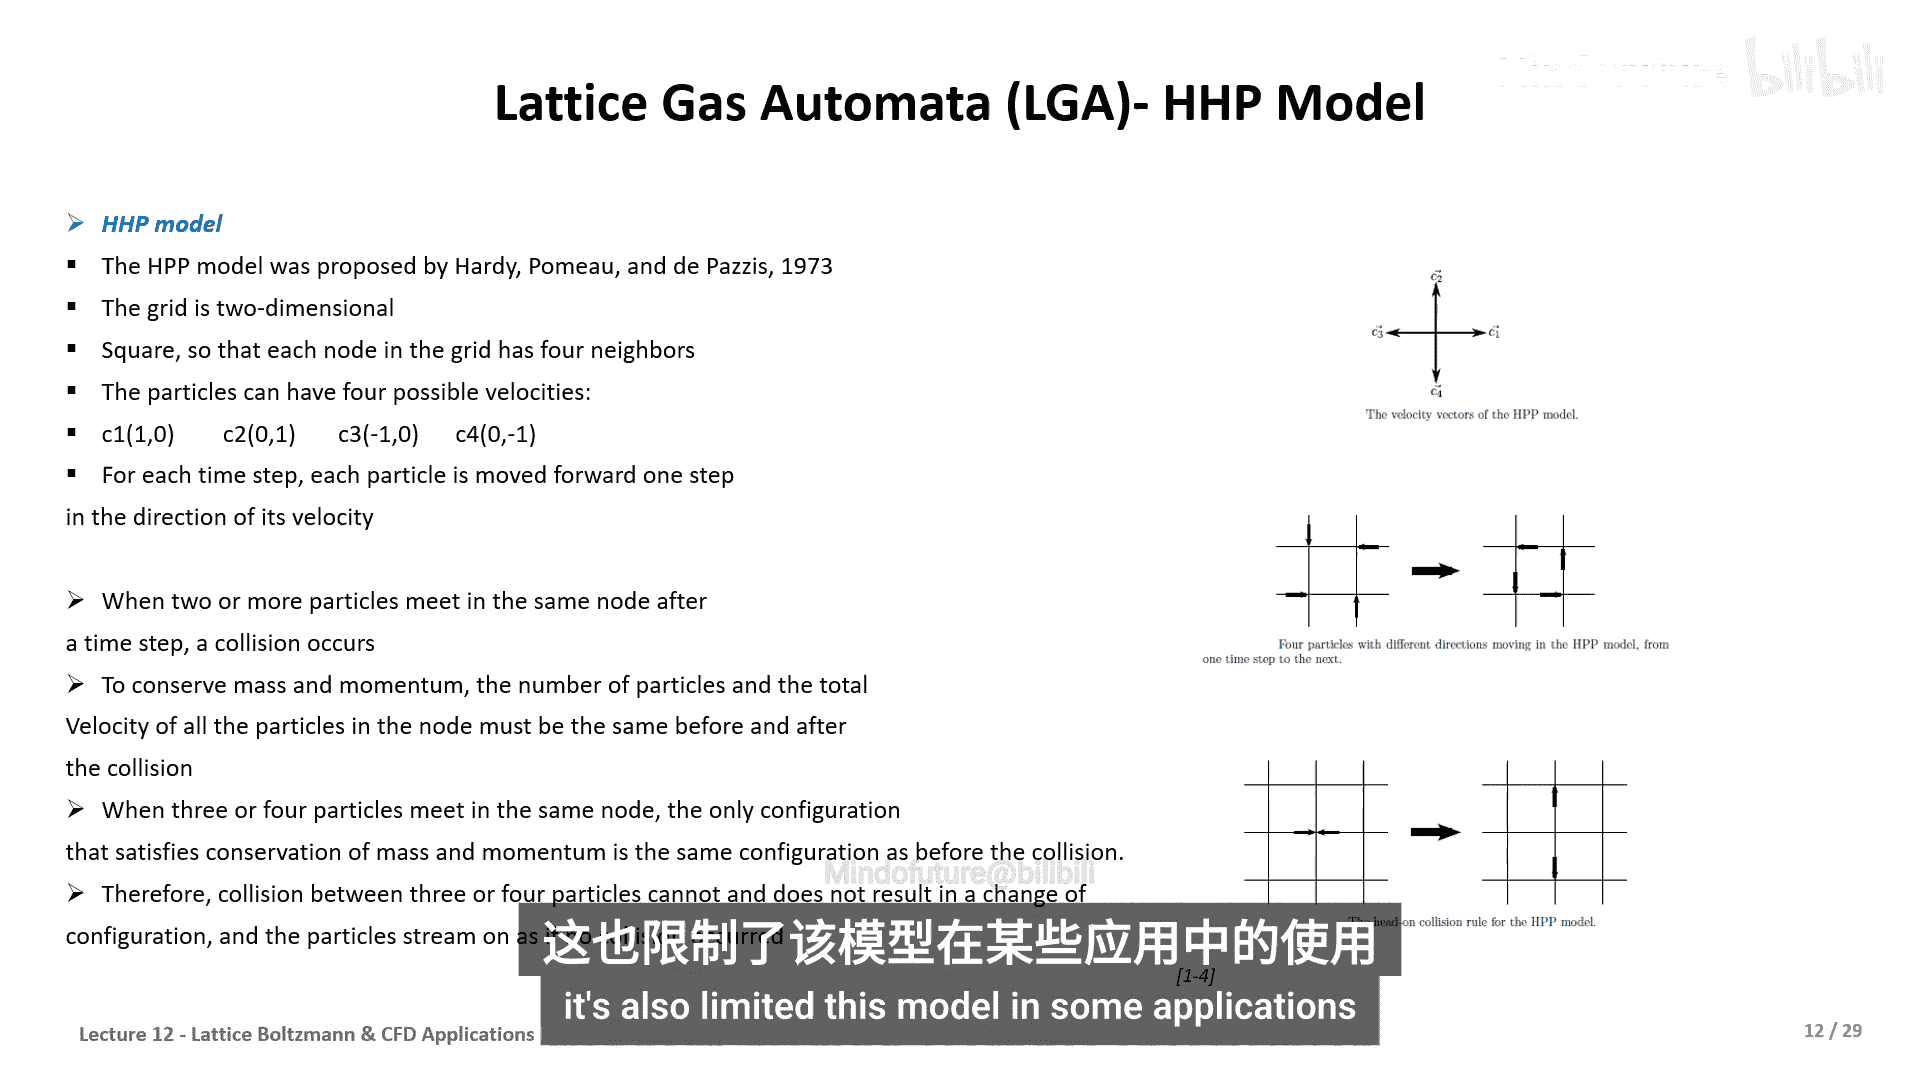 bilibili
Lattice Gas Automata (LGA)- HHP Model
HHP model
The HPP model was proposed by Hardy, Pomeau, and de Pazzis, 1973
The grid is two-dimensional
Square, so that each node in the grid has four neighbors
The particles can have four possible velocities:
c1(1,0) c2(0,1) c3(-1,0) c4(0,-1)
For each time step, each particle is moved forward one step
in the direction of its velocity
When two or more particles meet in the same node after
a time step, a collision occurs
To conserve mass and momentum, the number of particles and the total
Velocity of all the particles in the node must be the same before and after
the collision
When three or four particles meet in the same node, the only configuration
that satisfies conservation of mass and momentum is the same configuration as before the collision.
Therefore, collision between three or four particles cannot and does not result in a change of
configuration, and the particles stream on as
c⃗2
c⃗3
c⃗1
c⃗4
The velocity vectors of the HPP model.
Four particles with different directions moving in the HPP model, from
one time step to the next.
head-on collision rule for the HPP model.
[1-4]
Mindofuture@bilibili
这也限制了该模型在某些应用中的使用
it's also limited this model in some applications
Lecture 12 - Lattice Boltzmann & CFD Applications
12 / 29